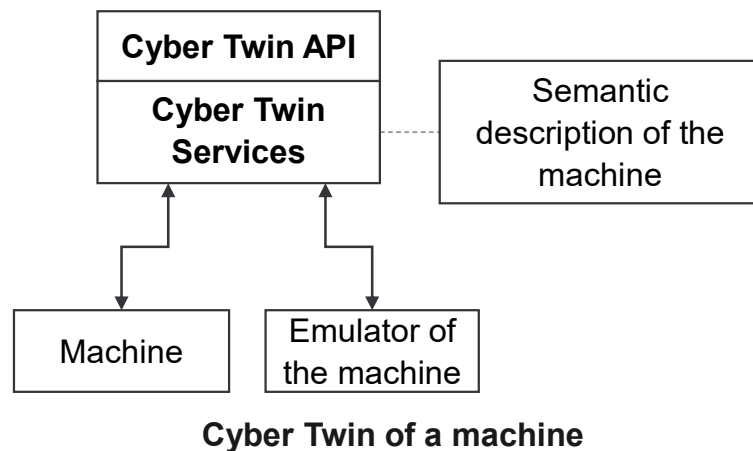 Cyber Twin API
Cyber Twin
Services
Semantic
description of the
machine
Machine
Emulator of
the machine
Cyber Twin of a machine